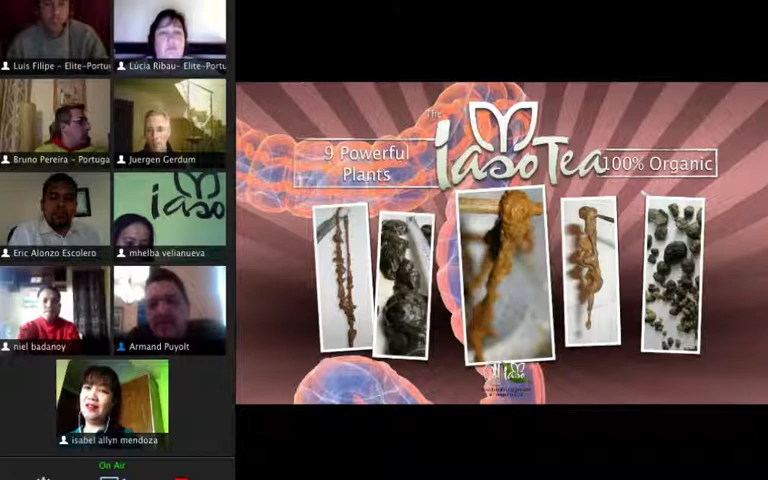 Luis Filipe - Elite-Portu
Lúcia Ribau- Elite-Portu
Bruno Pereira - Portuga
Juergen Gerdum
Eric Alonzo Escolero
mhelba velianueva
niel badanoy
Armand Puyolt
isabel allyn mendoza
On Air
The
iasoTea
9 Powerful
Plants
100% Organic
iaso
iaso